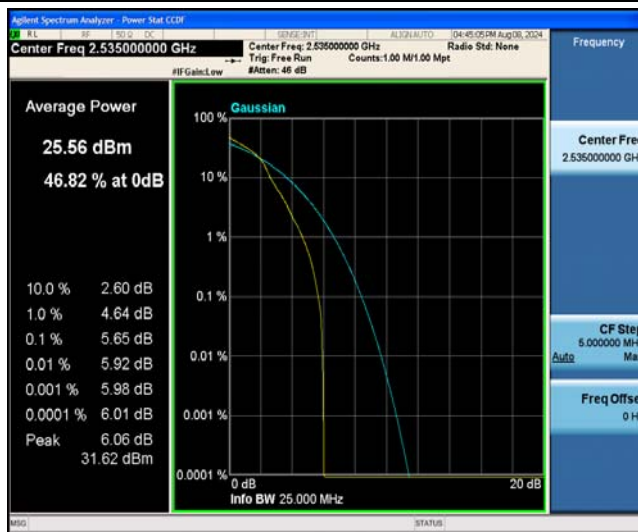 Agilent Spectrum Analyzer - Power Stat CCDF
RL RF 50 Ω DC SENSE:INT ALIGN AUTO 04:45:05 PM Aug 08, 2024
Center Freq 2.535000000 GHz
Center Freq: 2.535000000 GHz Radio Std: None
Trig: Free Run Counts:1.00 M/1.00 Mpt
#IFGain:Low #Atten: 46 dB
Frequency
Average Power
25.56 dBm
46.82 % at 0dB
10.0 % 2.60 dB
1.0 % 4.64 dB
0.1 % 5.65 dB
0.01 % 5.92 dB
0.001 % 5.98 dB
0.0001 % 6.01 dB
Peak 6.06 dB
31.62 dBm
Gaussian
100 %
10 %
1 %
0.1 %
0.01 %
0.001 %
0.0001 %
0 dB 20 dB
Info BW 25.000 MHz
Center Fre
2.535000000 GH
CF Ste
5.000000 MH
Auto Ma
Freq Offse
0 H
MSG STATUS